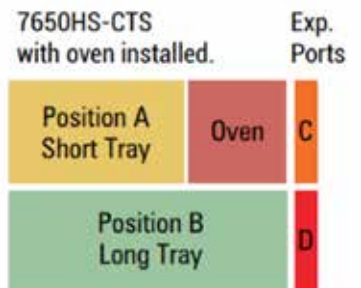 7650HS-CTS
with oven installed.
Exp.
Ports
Position A
Short Tray
Oven
C
Position B
Long Tray
D